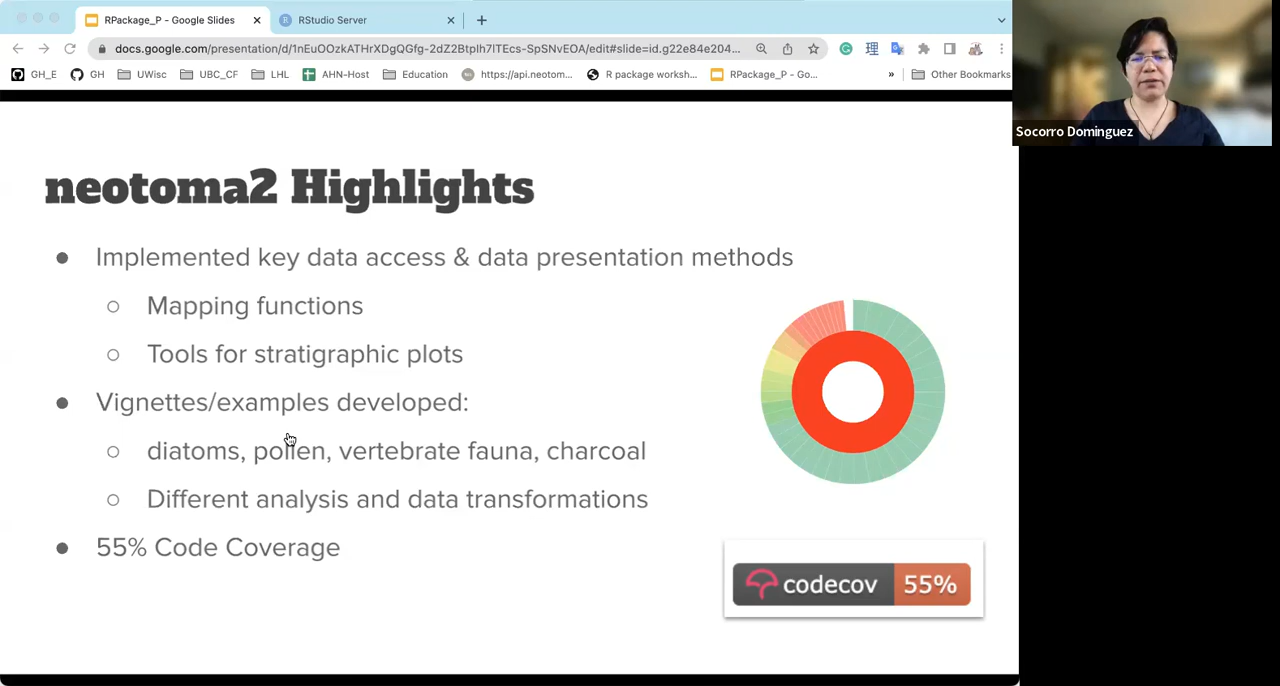 RPackage_P - Google Slides
RStudio Server
docs.google.com/presentation/d/1nEuOOzkAThrXDgQGfg-2dZ2BtpIh7lTEcs-SpSNvEOA/edit#slide=id.g22e84e204...
GH_E
GH
UWisc
UBC_CF
LHL
AHN-Host
Education
https://api.neotom...
R package worksh...
RPackage_P - Go...
»
Other Bookmarks
理
Socorro Dominguez
neotoma2 Highlights
● Implemented key data access & data presentation methods
○ Mapping functions
○ Tools for stratigraphic plots
● Vignettes/examples developed:
○ diatoms, pollen, vertebrate fauna, charcoal
○ Different analysis and data transformations
● 55% Code Coverage
codecov 55%